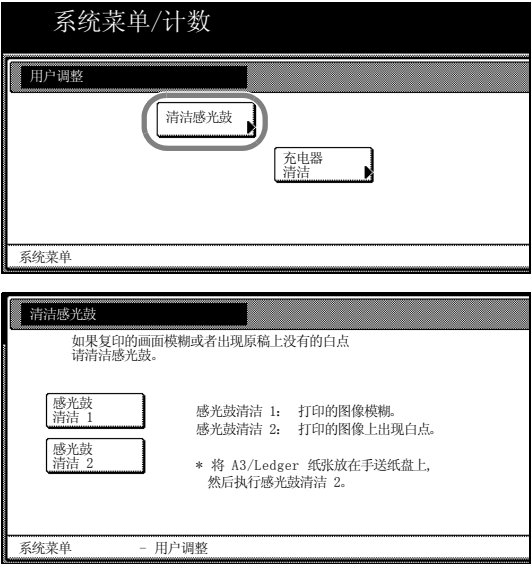 系统菜单/计数
用户调整
清洁感光鼓
充电器
清洁
系统菜单
清洁感光鼓
如果复印的画面模糊或者出现原稿上没有的白点
请清洁感光鼓。
感光鼓
清洁 1
感光鼓清洁 1: 打印的图像模糊。
感光鼓清洁 2: 打印的图像上出现白点。
感光鼓
清洁 2
* 将 A3/Ledger 纸张放在手送纸盘上,
然后执行感光鼓清洁 2。
系统菜单 - 用户调整